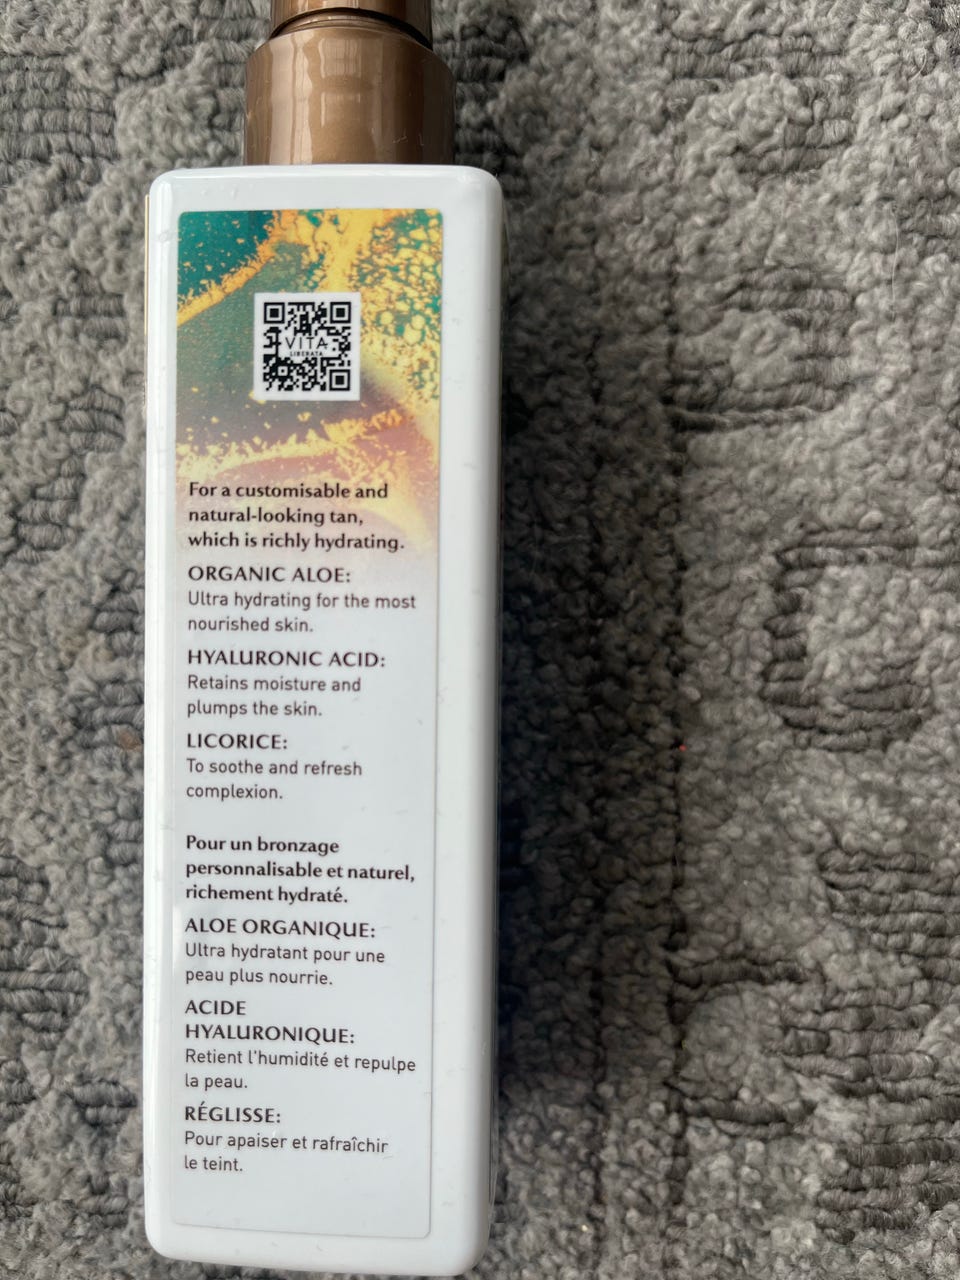 VITA
LIBERATA
For a customisable and
natural-looking tan,
which is richly hydrating.
ORGANIC ALOE:
Ultra hydrating for the most
nourished skin.
HYALURONIC ACID:
Retains moisture and
plumps the skin.
LICORICE:
To soothe and refresh
complexion.
Pour un bronzage
personnalisable et naturel,
richement hydraté.
ALOE ORGANIQUE:
Ultra hydratant pour une
peau plus nourrie.
ACIDE
HYALURONIQUE:
Retient l'humidité et repulpe
la peau.
RÉGLISSE:
Pour apaiser et rafraîchir
le teint.